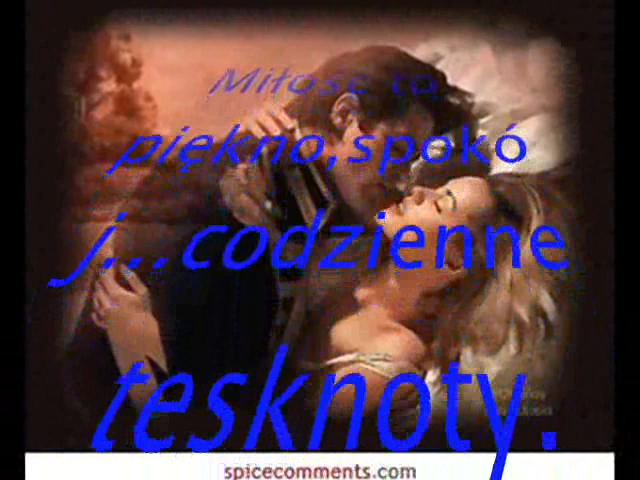 Miłość to
piękno,spokó
j...codzienne
tesknoty.
spicecomments.com